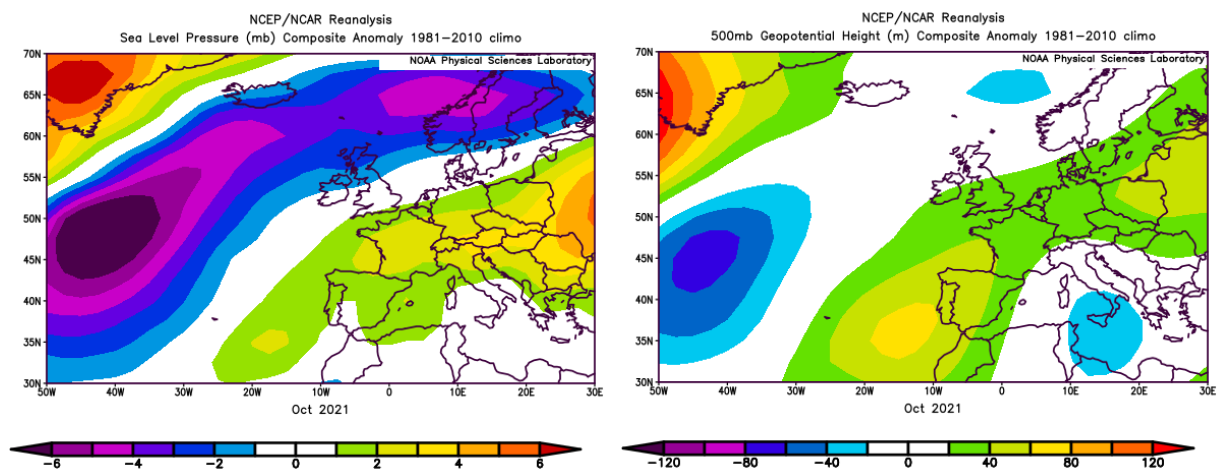 NCEP/NCAR Reanalysis
Sea Level Pressure (mb) Composite Anomaly 1981−2010 climo
NOAA Physical Sciences Laboratory
70N
65N
60N
55N
50N
45N
40N
35N
30N
50W 40W 30W 20W 10W 0 10E 20E 30E
Oct 2021
−6 −4 −2 0 2 4 6
NCEP/NCAR Reanalysis
500mb Geopotential Height (m) Composite Anomaly 1981−2010 climo
NOAA Physical Sciences Laboratory
70N
65N
60N
55N
50N
45N
40N
35N
30N
50W 40W 30W 20W 10W 0 10E 20E 30E
Oct 2021
−120 −80 −40 0 40 80 120